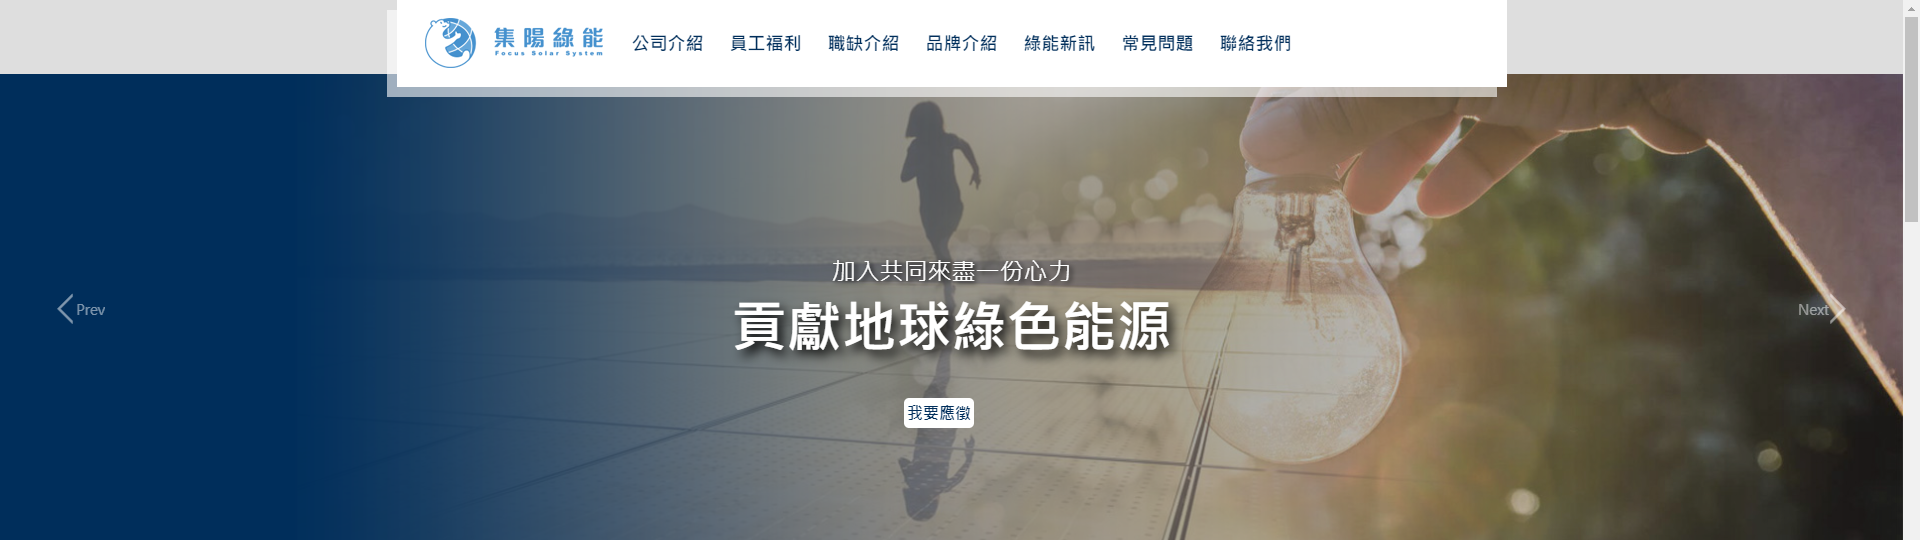 集陽綠能
Focus Solar System
公司介紹 員工福利 職缺介紹 品牌介紹 綠能新訊 常見問題 聯絡我們
加入共同來盡一份心力
貢獻地球綠色能源
Prev
Next
我要應徵